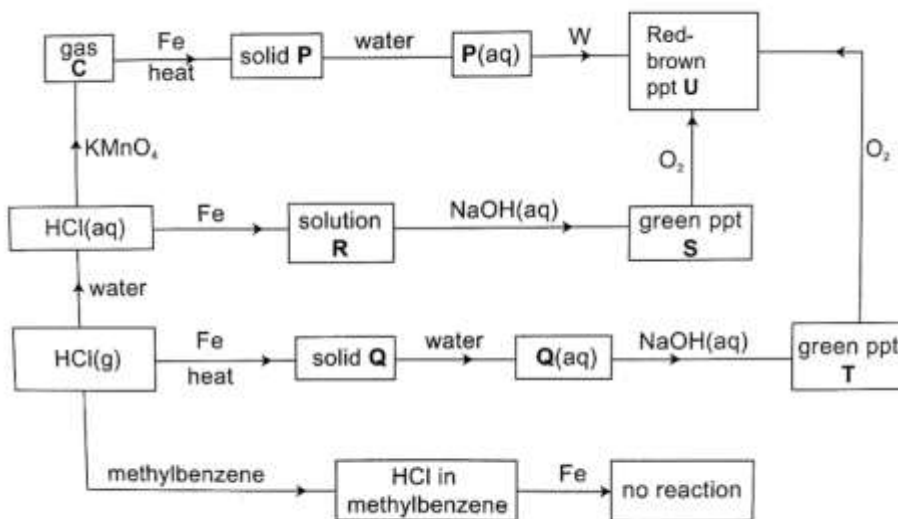 gas
C
Fe
heat
solid P
water
P(aq)
W
Red-
brown
ppt U
KMnO₄
O₂
O₂
HCl(aq)
Fe
solution
R
NaOH(aq)
green ppt
S
water
HCl(g)
Fe
heat
solid Q
water
Q(aq)
NaOH(aq)
green ppt
T
methylbenzene
HCl in
methylbenzene
Fe
no reaction